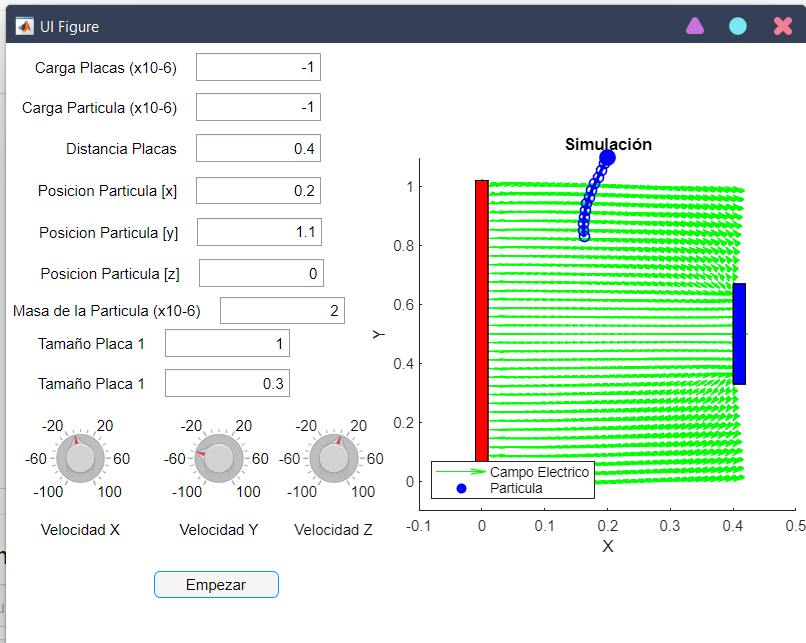 UI Figure
Carga Placas (x10-6) -1
Carga Particula (x10-6) -1
Distancia Placas 0.4
Posicion Particula [x] 0.2
Posicion Particula [y] 1.1
Posicion Particula [z] 0
Masa de la Particula (x10-6) 2
Tamaño Placa 1 1
Tamaño Placa 1 0.3
-20 20 -20 20 -20 20
-60 60 -60 60 -60 60
-100 100 -100 100 -100 100
Velocidad X Velocidad Y Velocidad Z
Empezar
Simulación
1
0.8
0.6
0.4
0.2
0
Y
Campo Electrico
Particula
-0.1 0 0.1 0.2 0.3 0.4 0.5
X